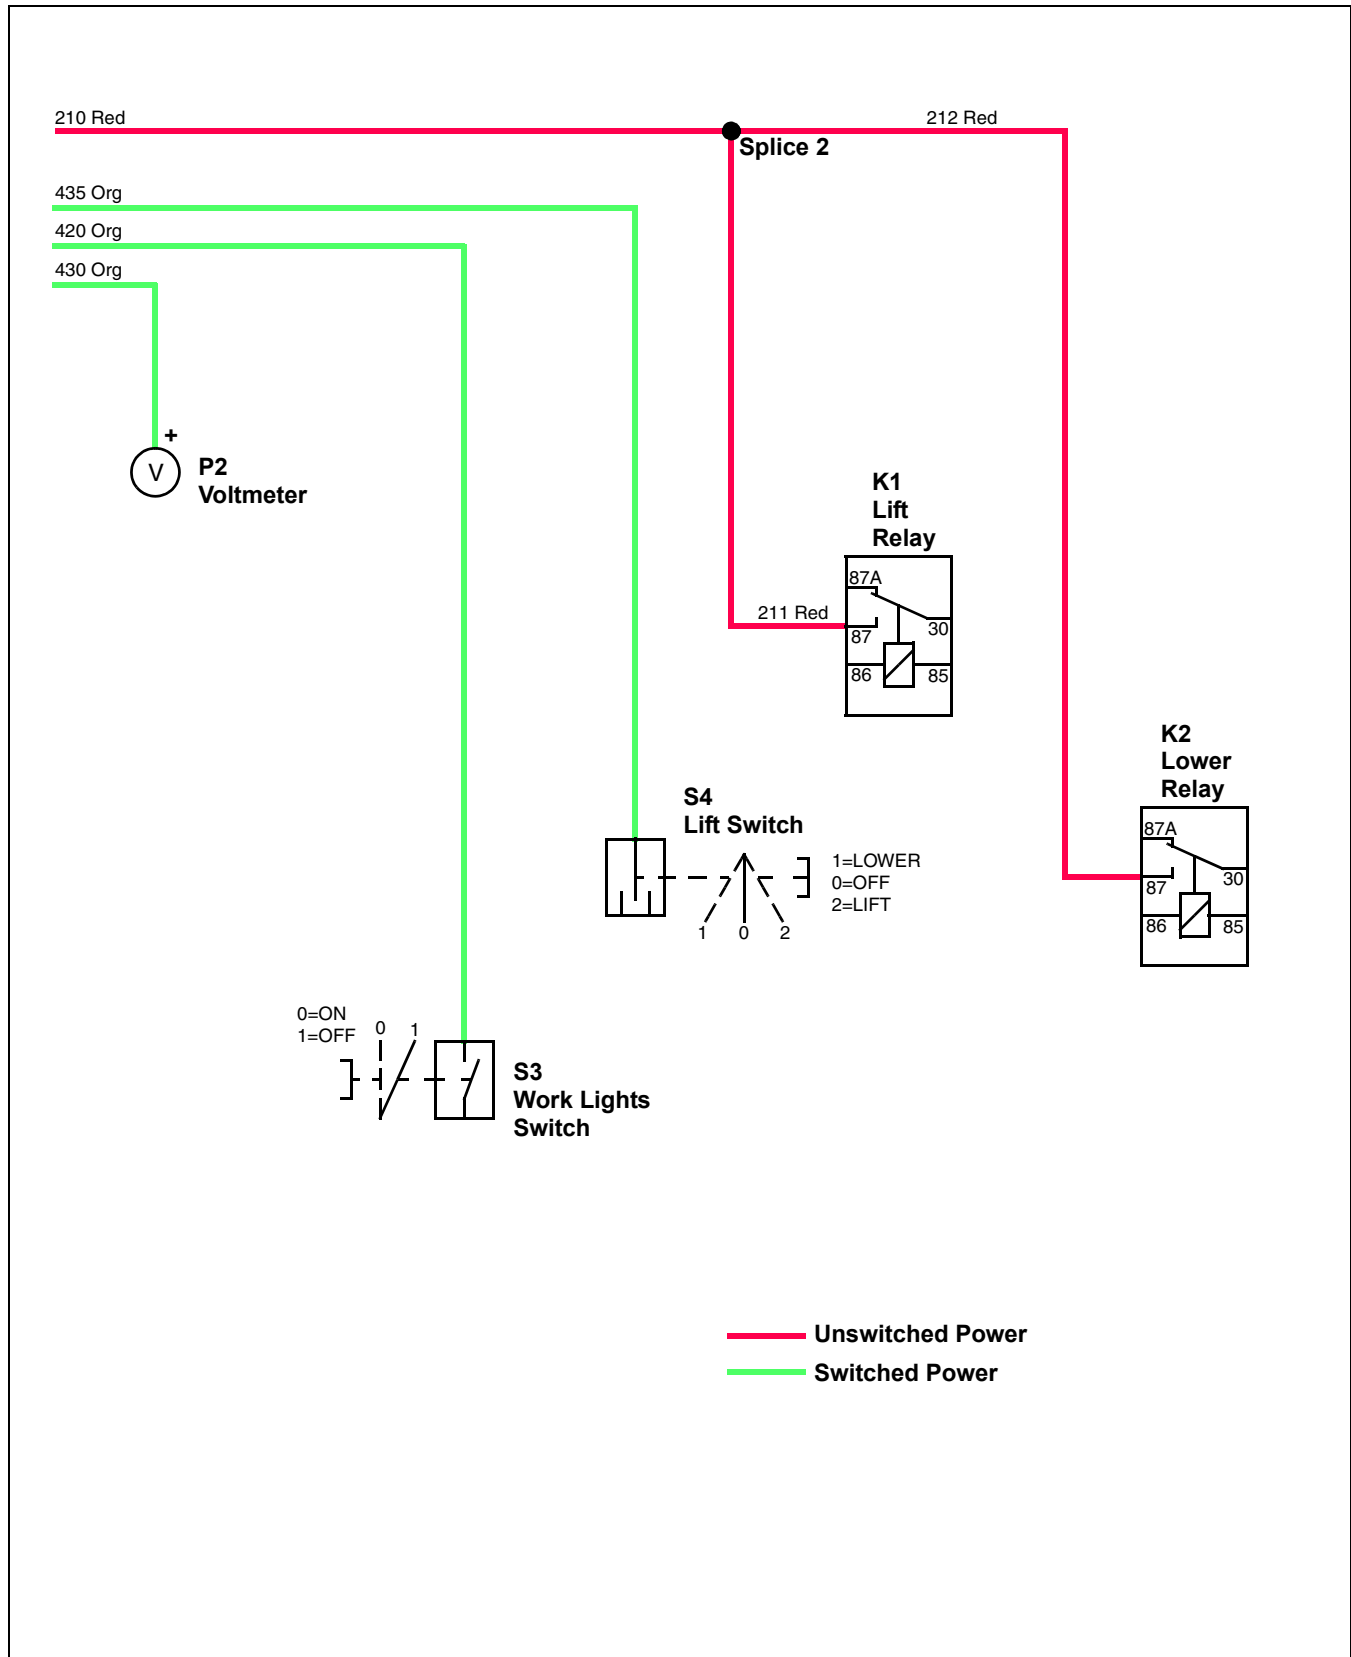 210 Red
212 Red
Splice 2
435 Org
420 Org
430 Org
+
V
P2
Voltmeter
K1
Lift
Relay
87A
30
211 Red
87
86
85
K2
Lower
Relay
87A
30
87
86
85
S4
Lift Switch
1=LOWER
0=OFF
2=LIFT
1 0 2
0=ON
1=OFF
0 1
S3
Work Lights
Switch
Unswitched Power
Switched Power